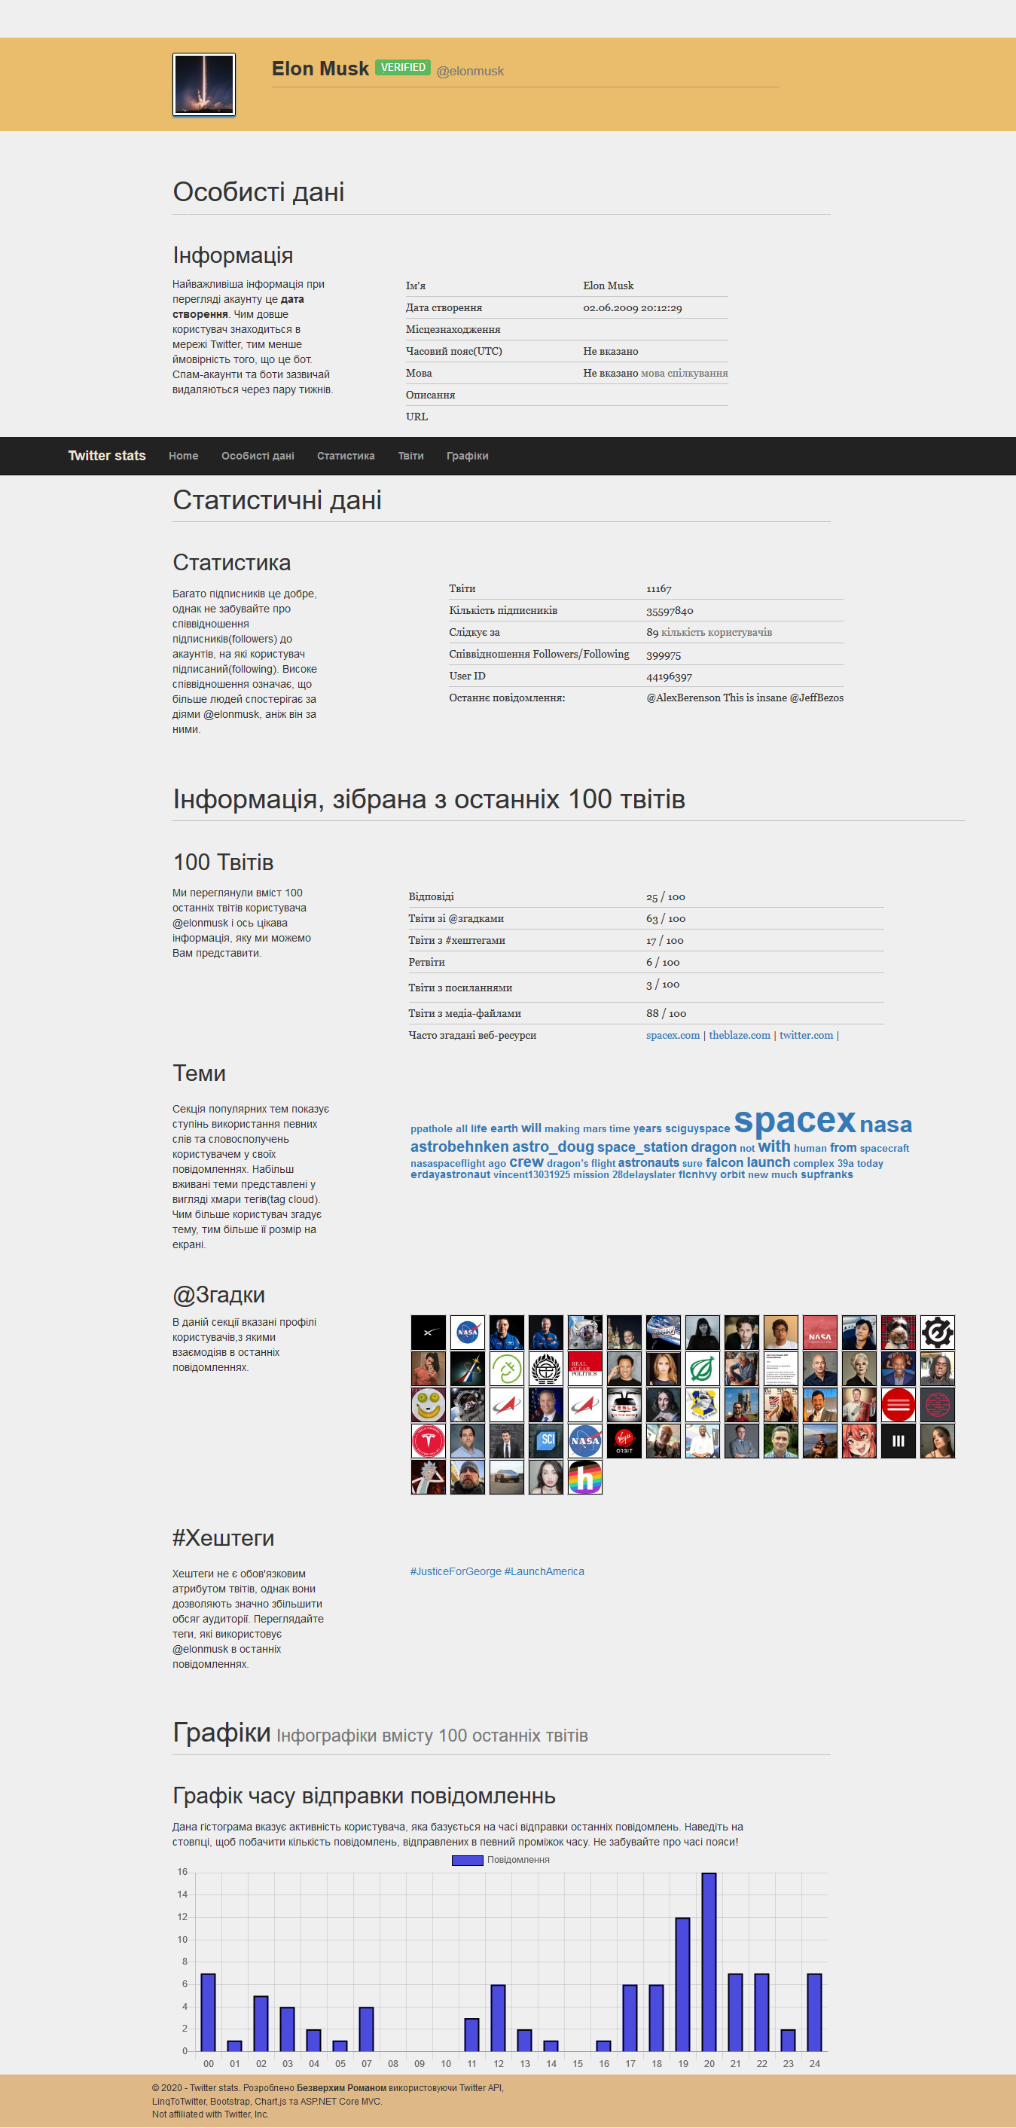 Elon Musk VERIFIED @elonmusk
Особисті дані
Інформація
Найважливіша інформація при
перегляді акаунту це дата
створення. Чим довше
користувач знаходиться в
мережі Twitter, тим менше
ймовірність того, що це бот.
Спам-акаунти та боти зазвичай
видаляються через пару тижнів.
Ім'я Elon Musk
Дата створення 02.06.2009 20:12:29
Місцезнаходження
Часовий пояс(UTC) Не вказано
Мова Не вказано мова спілкування
Описання
URL
Twitter stats Home Особисті дані Статистика Твіти Графіки
Статистичні дані
Статистика
Багато підписників це добре,
однак не забувайте про
співвідношення
підписників(followers) до
акаунтів, на які користувач
підписаний(following). Високе
співвідношення означає, що
більше людей спостерігає за
діями @elonmusk, аніж він за
ними.
Твіти 11167
Кількість підписників 35597840
Слідкує за 89 кількість користувачів
Співвідношення Followers/Following 399975
User ID 44196397
Останнє повідомлення: @AlexBerenson This is insane @JeffBezos
Інформація, зібрана з останніх 100 твітів
100 Твітів
Ми переглянули вміст 100
останніх твітів користувача
@elonmusk і ось цікава
інформація, яку ми можемо
Вам представити.
Відповіді 25 / 100
Твіти зі @згадками 63 / 100
Твіти з #хештегами 17 / 100
Ретвіти 6 / 100
Твіти з посиланнями 3 / 100
Твіти з медіа-файлами 88 / 100
Часто згадані веб-ресурси spacex.com | theblaze.com | twitter.com |
Теми
Секція популярних тем показує
ступінь використання певних
слів та словосполучень
користувачем у своїх
повідомленнях. Набільш
вживані теми представлені у
вигляді хмари тегів(tag cloud).
Чим більше користувач згадує
тему, тим більше її розмір на
екрані.
ppathole all life earth will making mars time years sciguyspace spacex nasa
astrobehnken astro_doug space_station dragon not with human from spacecraft
nasaspaceflight ago crew dragon's flight astronauts sure falcon launch complex 39a today
erdayastronaut vincent13031925 mission 28delayslater flcnhvy orbit new much supfranks
@Згадки
В даній секції вказані профілі
користувачів,з якими
взаємодіяв в останніх
повідомленнях.
NASA
NASA
REAL
CLEAR
POLITICS
TESLA
SCI
NASA
ORBIT
h
#Хештеги
Хештеги не є обов'язковим
атрибутом твітів, однак вони
дозволяють значно збільшити
обсяг аудиторії. Переглядайте
теги, які використовує
@elonmusk в останніх
повідомленнях.
#JusticeForGeorge #LaunchAmerica
Графіки Інфографіки вмісту 100 останніх твітів
Графік часу відправки повідомленнь
Дана гістограма вказує активність користувача, яка базується на часі відправки останніх повідомлень. Наведіть на
стовпці, щоб побачити кількість повідомлень, відправлених в певний проміжок часу. Не забувайте про часі пояси!
Повідомлення
16
14
12
10
8
6
4
2
0
00 01 02 03 04 05 07 08 09 10 11 12 13 14 15 16 17 18 19 20 21 22 23 24
© 2020 - Twitter stats. Розроблено Безверхим Романом використовуючи Twitter API,
LinqToTwitter, Bootstrap, Chart.js та ASP.NET Core MVC.
Not affiliated with Twitter, Inc.